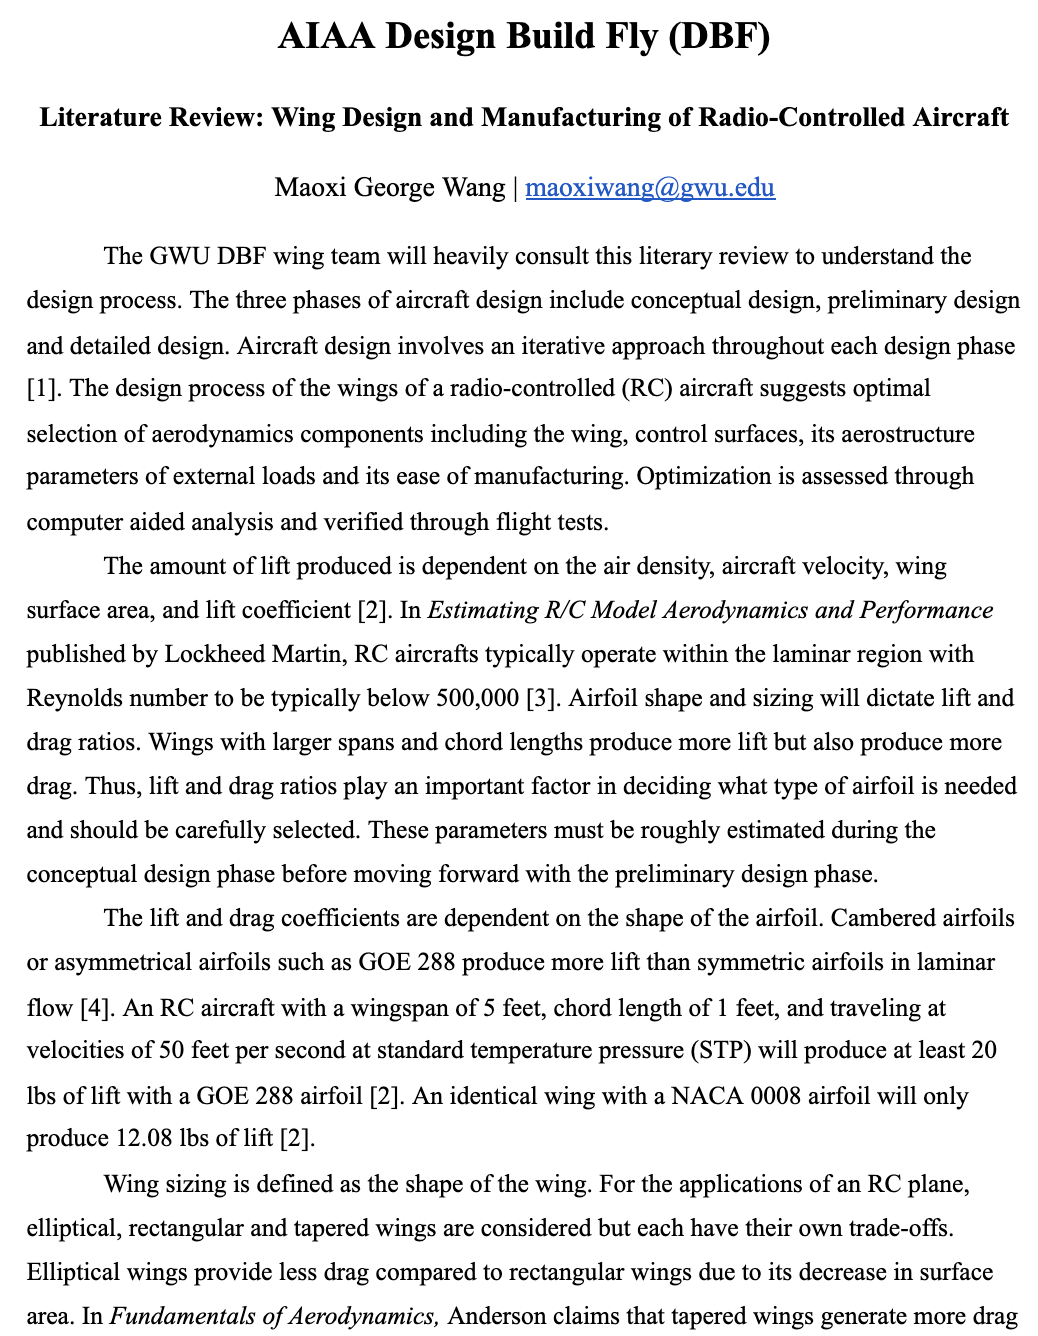 AIAA Design Build Fly (DBF)
Literature Review: Wing Design and Manufacturing of Radio-Controlled Aircraft
Maoxi George Wang | maoxiwang@gwu.edu
The GWU DBF wing team will heavily consult this literary review to understand the
design process. The three phases of aircraft design include conceptual design, preliminary design
and detailed design. Aircraft design involves an iterative approach throughout each design phase
[1]. The design process of the wings of a radio-controlled (RC) aircraft suggests optimal
selection of aerodynamics components including the wing, control surfaces, its aerostructure
parameters of external loads and its ease of manufacturing. Optimization is assessed through
computer aided analysis and verified through flight tests.
The amount of lift produced is dependent on the air density, aircraft velocity, wing
surface area, and lift coefficient [2]. In Estimating R/C Model Aerodynamics and Performance
published by Lockheed Martin, RC aircrafts typically operate within the laminar region with
Reynolds number to be typically below 500,000 [3]. Airfoil shape and sizing will dictate lift and
drag ratios. Wings with larger spans and chord lengths produce more lift but also produce more
drag. Thus, lift and drag ratios play an important factor in deciding what type of airfoil is needed
and should be carefully selected. These parameters must be roughly estimated during the
conceptual design phase before moving forward with the preliminary design phase.
The lift and drag coefficients are dependent on the shape of the airfoil. Cambered airfoils
or asymmetrical airfoils such as GOE 288 produce more lift than symmetric airfoils in laminar
flow [4]. An RC aircraft with a wingspan of 5 feet, chord length of 1 feet, and traveling at
velocities of 50 feet per second at standard temperature pressure (STP) will produce at least 20
lbs of lift with a GOE 288 airfoil [2]. An identical wing with a NACA 0008 airfoil will only
produce 12.08 lbs of lift [2].
Wing sizing is defined as the shape of the wing. For the applications of an RC plane,
elliptical, rectangular and tapered wings are considered but each have their own trade-offs.
Elliptical wings provide less drag compared to rectangular wings due to its decrease in surface
area. In Fundamentals of Aerodynamics, Anderson claims that tapered wings generate more drag